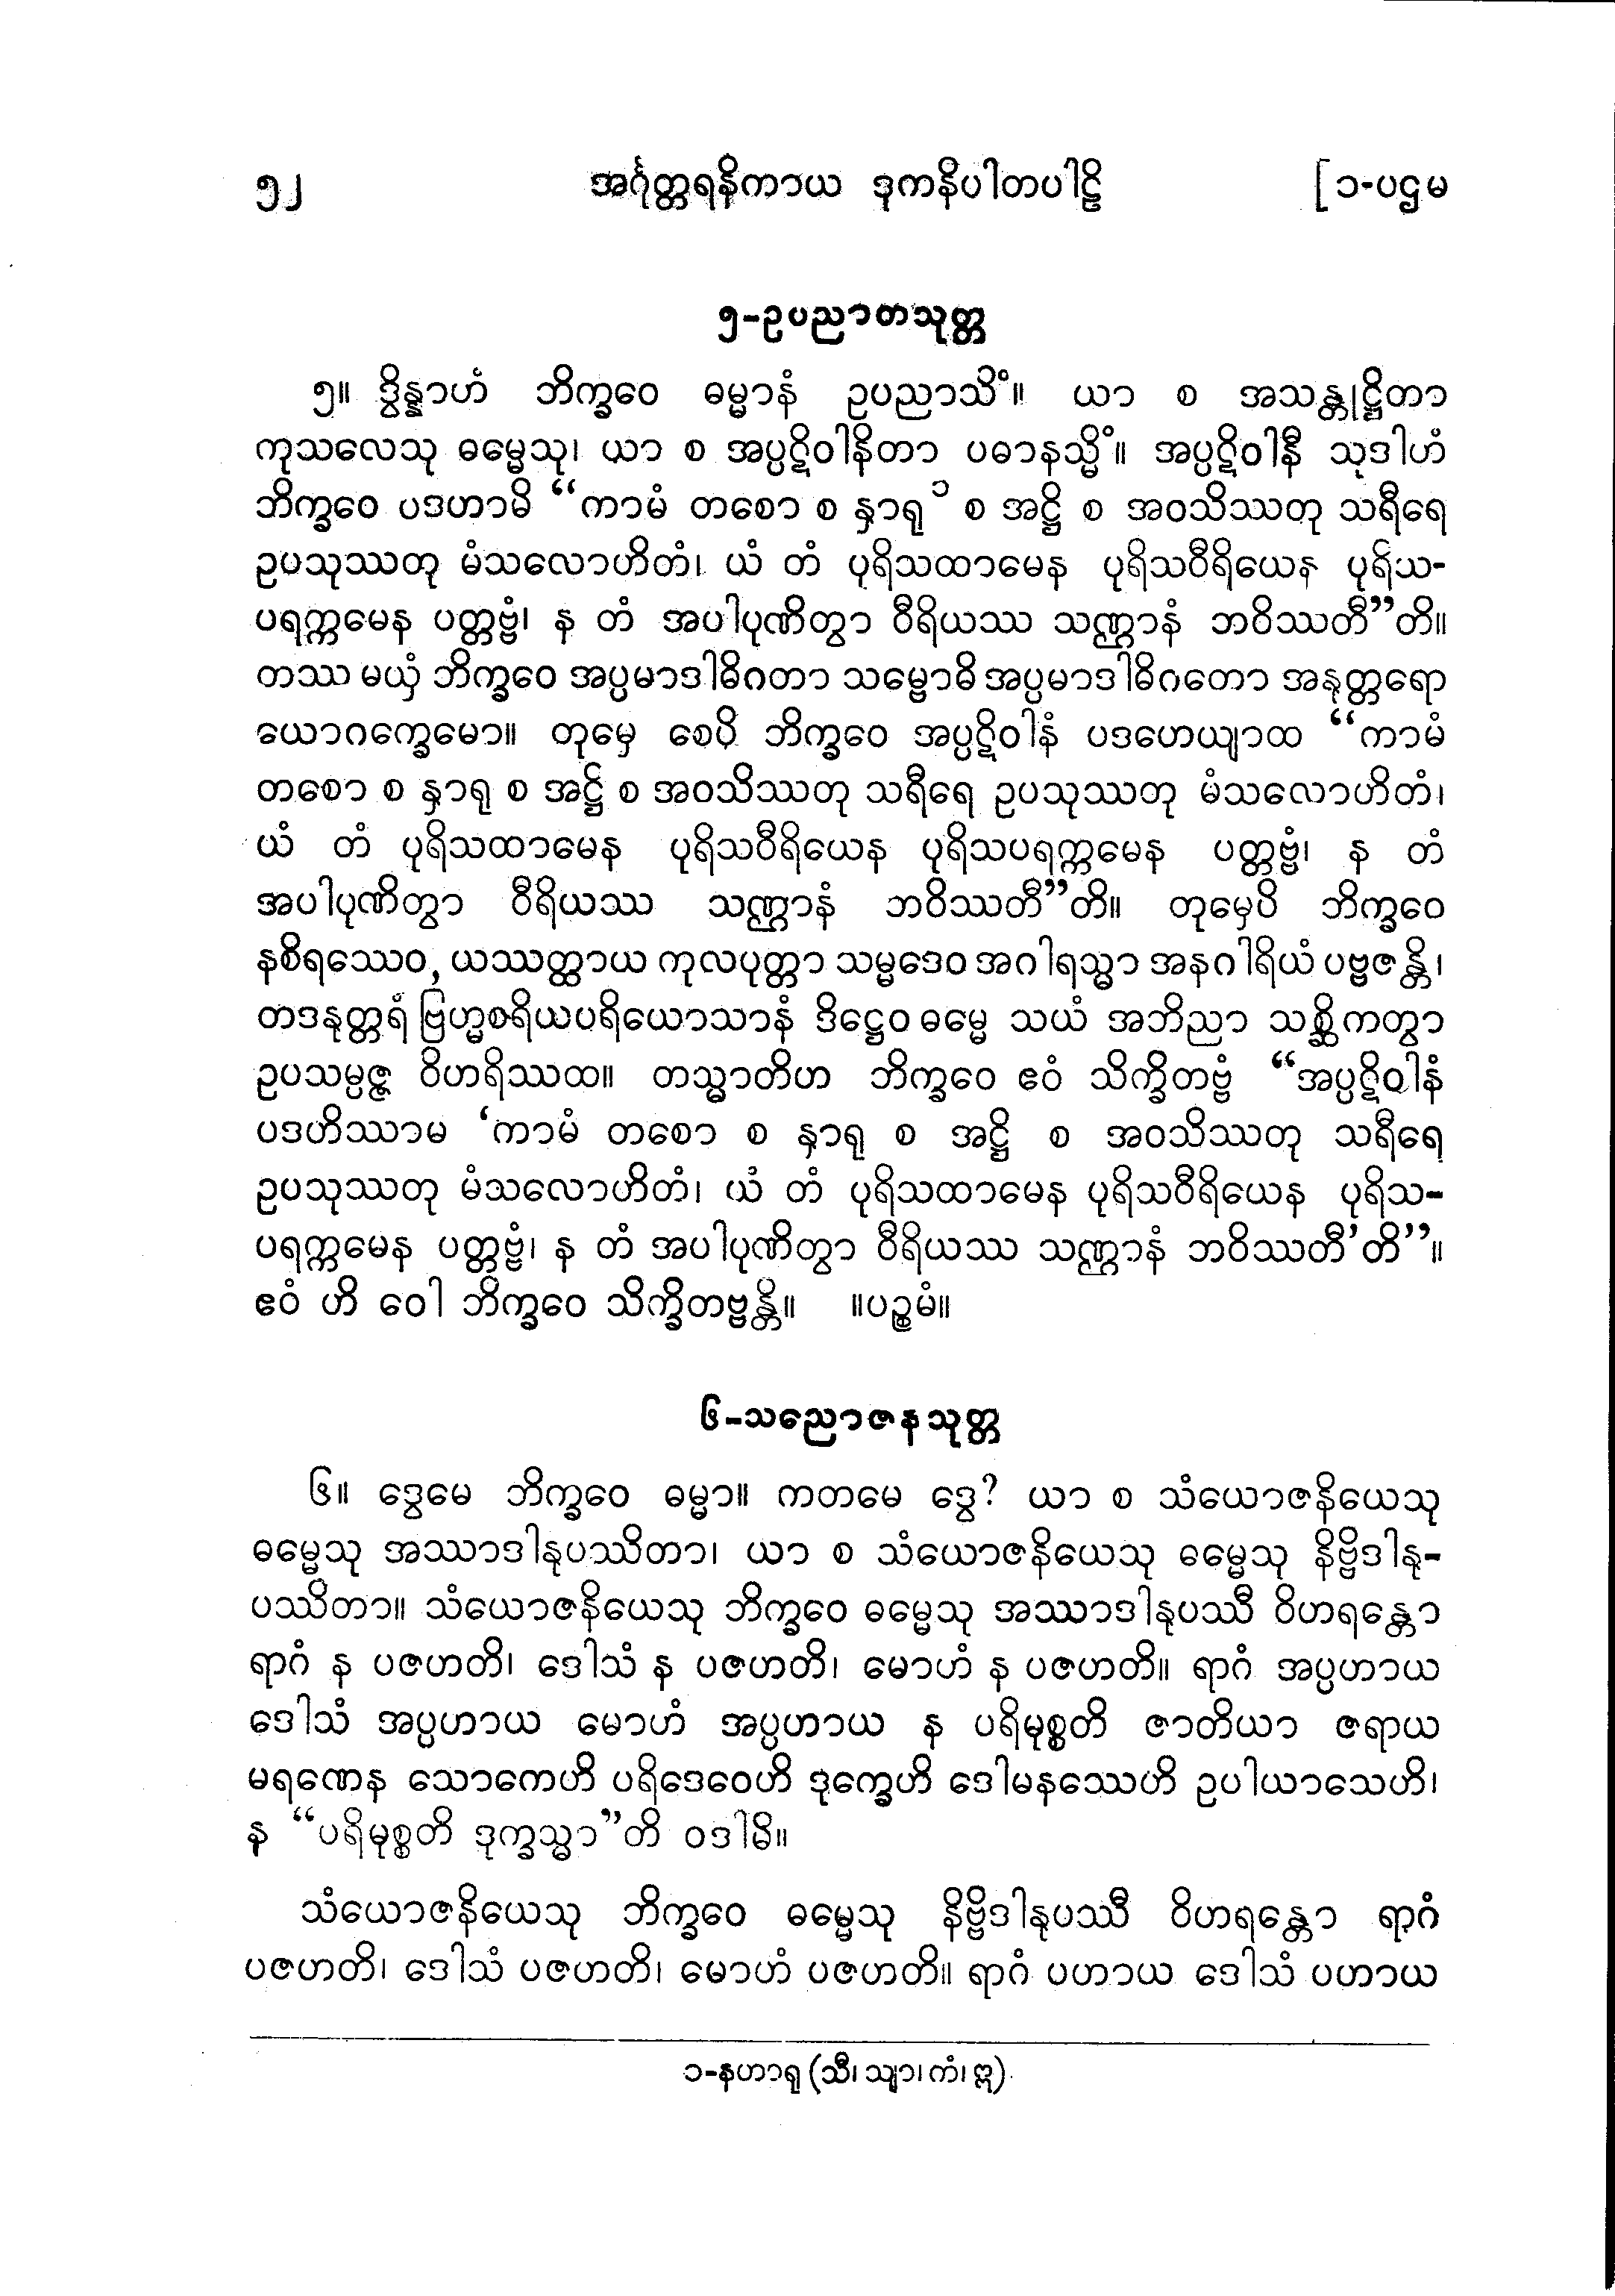 ၅၂ အင်္ဂုတ္တရနိကာယ ဒုကနိပါတပါဠိ [၁-ပဌမ
၅-ဥပညာတသုတ္တ
၅။ ဒွိန္နာဟံ ဘိက္ခဝေ ဓမ္မာနံ ဥပညာသိံ။ ယာ စ အသန္တုဋ္ဌိတာ
ကုသလေသု ဓမ္မေသု၊ ယာ စ အပ္ပဋိဝါနိတာ ပဓာနသ္မိံ။ အပ္ပဋိဝါနီ သုဒါဟံ
ဘိက္ခဝေ ပဒဟာမိ “ကာမံ တစော စ နှာရု ၁ စ အဋ္ဌိ စ အဝသိဿတု သရီရေ
ဥပသုဿတု မံသလောဟိတံ၊ ယံ တံ ပုရိသထာမေန ပုရိသဝီရိယေန ပုရိသ-
ပရက္ကမေန ပတ္တဗ္ဗံ၊ န တံ အပါပုဏိတွာ ဝီရိယဿ သဏ္ဌာနံ ဘဝိဿတီ”တိ။
တဿ မယှံ ဘိက္ခဝေ အပ္ပမာဒါဓိဂတာ သမ္ဗောဓိ အပ္ပမာဒါဓိဂတော အနုတ္တရော
ယောဂက္ခေမော။ တုမှေ စေပိ ဘိက္ခဝေ အပ္ပဋိဝါနံ ပဒဟေယျာထ “ကာမံ
တစော စ နှာရု စ အဋ္ဌိ စ အဝသိဿတု သရီရေ ဥပသုဿတု မံသလောဟိတံ၊
ယံ တံ ပုရိသထာမေန ပုရိသဝီရိယေန ပုရိသပရက္ကမေန ပတ္တဗ္ဗံ၊ န တံ
အပါပုဏိတွာ ဝီရိယဿ သဏ္ဌာနံ ဘဝိဿတီ”တိ။ တုမှေပိ ဘိက္ခဝေ
နစိရဿေဝ, ယဿတ္ထာယ ကုလပုတ္တာ သမ္မဒေဝ အဂါရသ္မာ အနဂါရိယံ ပဗ္ဗဇန္တိ၊
တဒနုတ္တရံ ဗြဟ္မစရိယပရိယောသာနံ ဒိဋ္ဌေဝ ဓမ္မေ သယံ အဘိညာ သစ္ဆိကတွာ
ဥပသမ္ပဇ္ဇ ဝိဟရိဿထ။ တသ္မာတိဟ ဘိက္ခဝေ ဧဝံ သိက္ခိတဗ္ဗံ “အပ္ပဋိဝါနံ
ပဒဟိဿာမ ‘ကာမံ တစော စ နှာရု စ အဋ္ဌိ စ အဝသိဿတု သရီရေ
ဥပသုဿတု မံသလောဟိတံ၊ ယံ တံ ပုရိသထာမေန ပုရိသဝီရိယေန ပုရိသ-
ပရက္ကမေန ပတ္တဗ္ဗံ၊ န တံ အပါပုဏိတွာ ဝီရိယဿ သဏ္ဌာနံ ဘဝိဿတီ’တိ”။
ဧဝံ ဟိ ဝေါ ဘိက္ခဝေ သိက္ခိတဗ္ဗန္တိ။ ။ပဉ္စမံ။
၆-သညောဇနသုတ္တ
၆။ ဒွေမေ ဘိက္ခဝေ ဓမ္မာ။ ကတမေ ဒွေ? ယာ စ သံယောဇနိယေသု
ဓမ္မေသု အဿာဒါနုပဿိတာ၊ ယာ စ သံယောဇနိယေသု ဓမ္မေသု နိဗ္ဗိဒါနု-
ပဿိတာ။ သံယောဇနိယေသု ဘိက္ခဝေ ဓမ္မေသု အဿာဒါနုပဿီ ဝိဟရန္တော
ရာဂံ န ပဇဟတိ၊ ဒေါသံ န ပဇဟတိ၊ မောဟံ န ပဇဟတိ။ ရာဂံ အပ္ပဟာယ
ဒေါသံ အပ္ပဟာယ မောဟံ အပ္ပဟာယ န ပရိမုစ္စတိ ဇာတိယာ ဇရာယ
မရဏေန သောကေဟိ ပရိဒေဝေဟိ ဒုက္ခေဟိ ဒေါမနဿေဟိ ဥပါယာသေဟိ၊
န “ပရိမုစ္စတိ ဒုက္ခသ္မာ”တိ ဝဒါမိ။
သံယောဇနိယေသု ဘိက္ခဝေ ဓမ္မေသု နိဗ္ဗိဒါနုပဿီ ဝိဟရန္တော ရာဂံ
ပဇဟတိ၊ ဒေါသံ ပဇဟတိ၊ မောဟံ ပဇဟတိ။ ရာဂံ ပဟာယ ဒေါသံ ပဟာယ
၁-နဟာရု (သီ၊ သျာ၊ ကံ၊ ဣ)